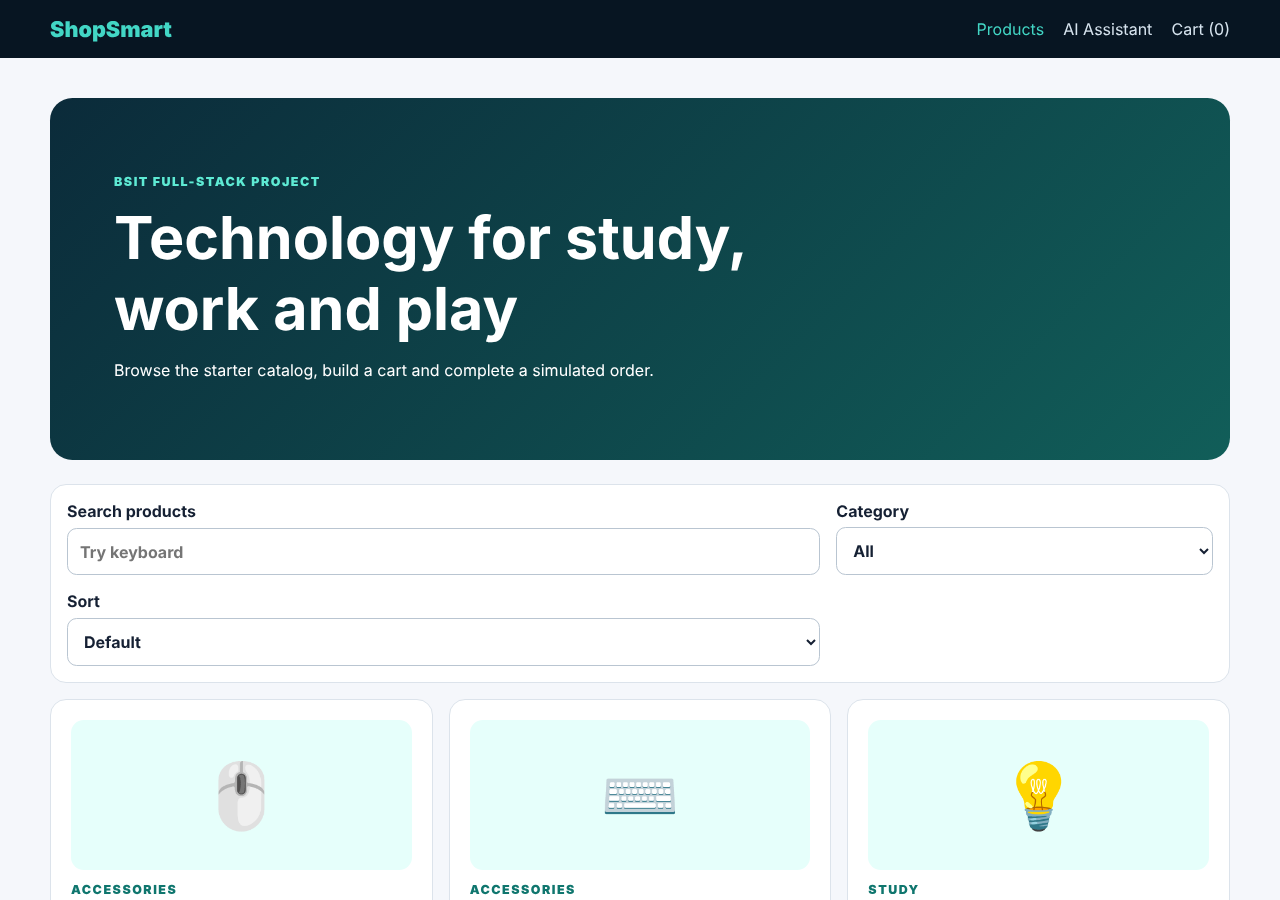 ShopSmart
Products
AI Assistant
Cart (0)
BSIT FULL-STACK PROJECT
Technology for study,
work and play
Browse the starter catalog, build a cart and complete a simulated order.
Search products
Category
Try keyboard
All
Sort
Default
ACCESSORIES
ACCESSORIES
STUDY